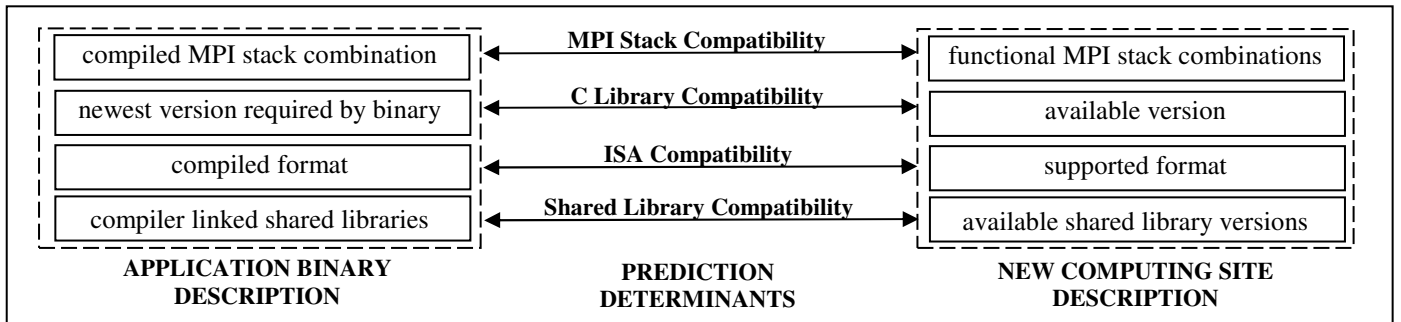 MPI Stack Compatibility
compiled MPI stack combination
functional MPI stack combinations
C Library Compatibility
newest version required by binary
available version
ISA Compatibility
compiled format
supported format
Shared Library Compatibility
compiler linked shared libraries
available shared library versions
APPLICATION BINARY
DESCRIPTION
PREDICTION
DETERMINANTS
NEW COMPUTING SITE
DESCRIPTION